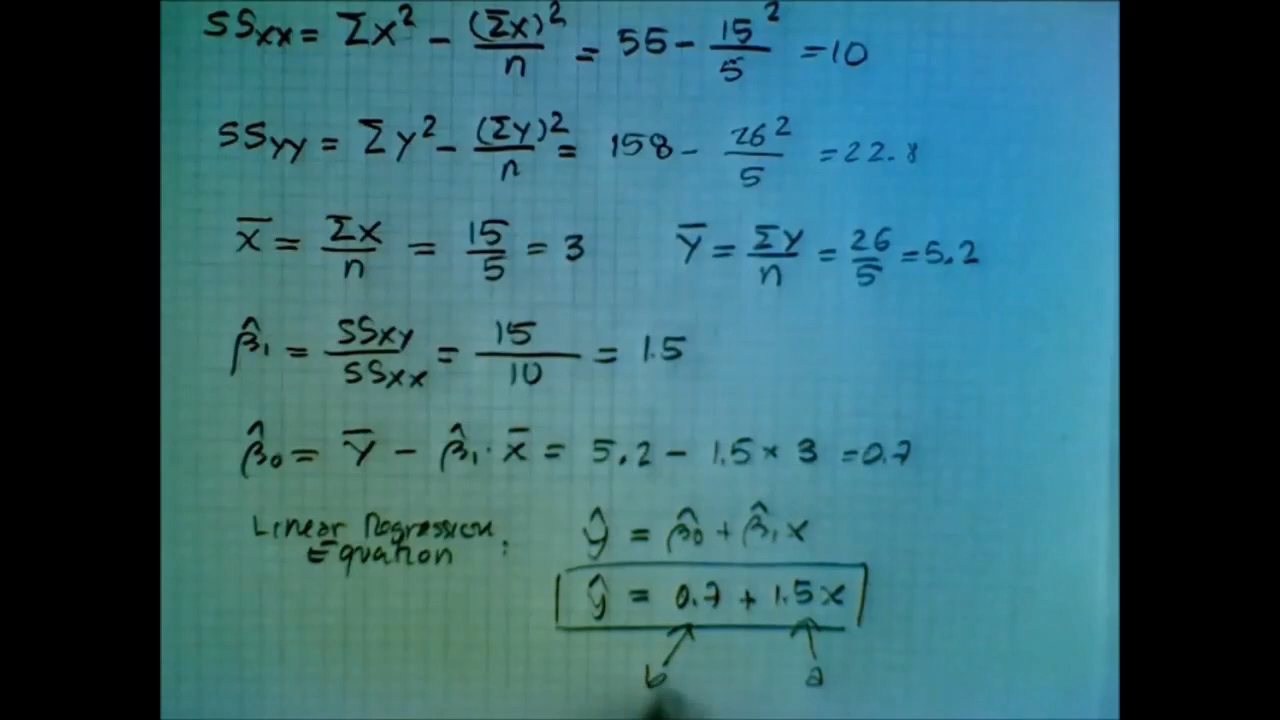 SSxx = Σx² - (Σx)²/n = 55 - 15²/5 = 10
SSyy = Σy² - (Σy)²/n = 158 - 26²/5 = 22.8
x̄ = Σx/n = 15/5 = 3 ȳ = Σy/n = 26/5 = 5.2
β̂₁ = SSxy/SSxx = 15/10 = 1.5
β̂₀ = ȳ - β̂₁·x̄ = 5.2 - 1.5 × 3 = 0.7
Linear Regression ŷ = β̂₀ + β̂₁x
Equation :
ŷ = 0.7 + 1.5x
b a